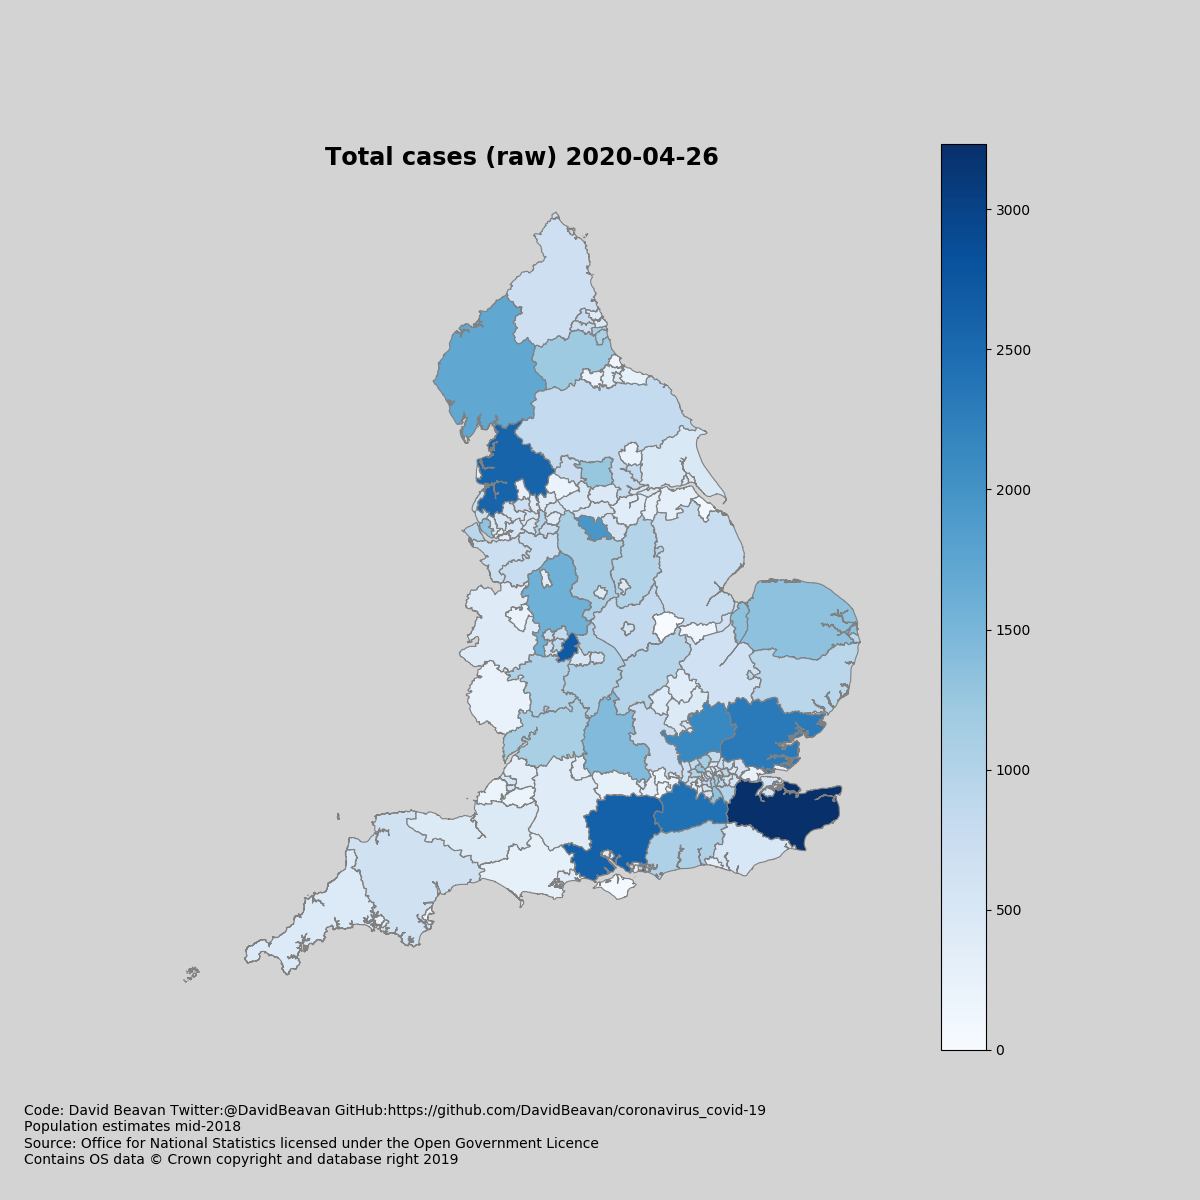 Total cases (raw) 2020-04-26
3000
2500
2000
1500
1000
500
0
Code: David Beavan Twitter:@DavidBeavan GitHub:https://github.com/DavidBeavan/coronavirus_covid-19
Population estimates mid-2018
Source: Office for National Statistics licensed under the Open Government Licence
Contains OS data © Crown copyright and database right 2019